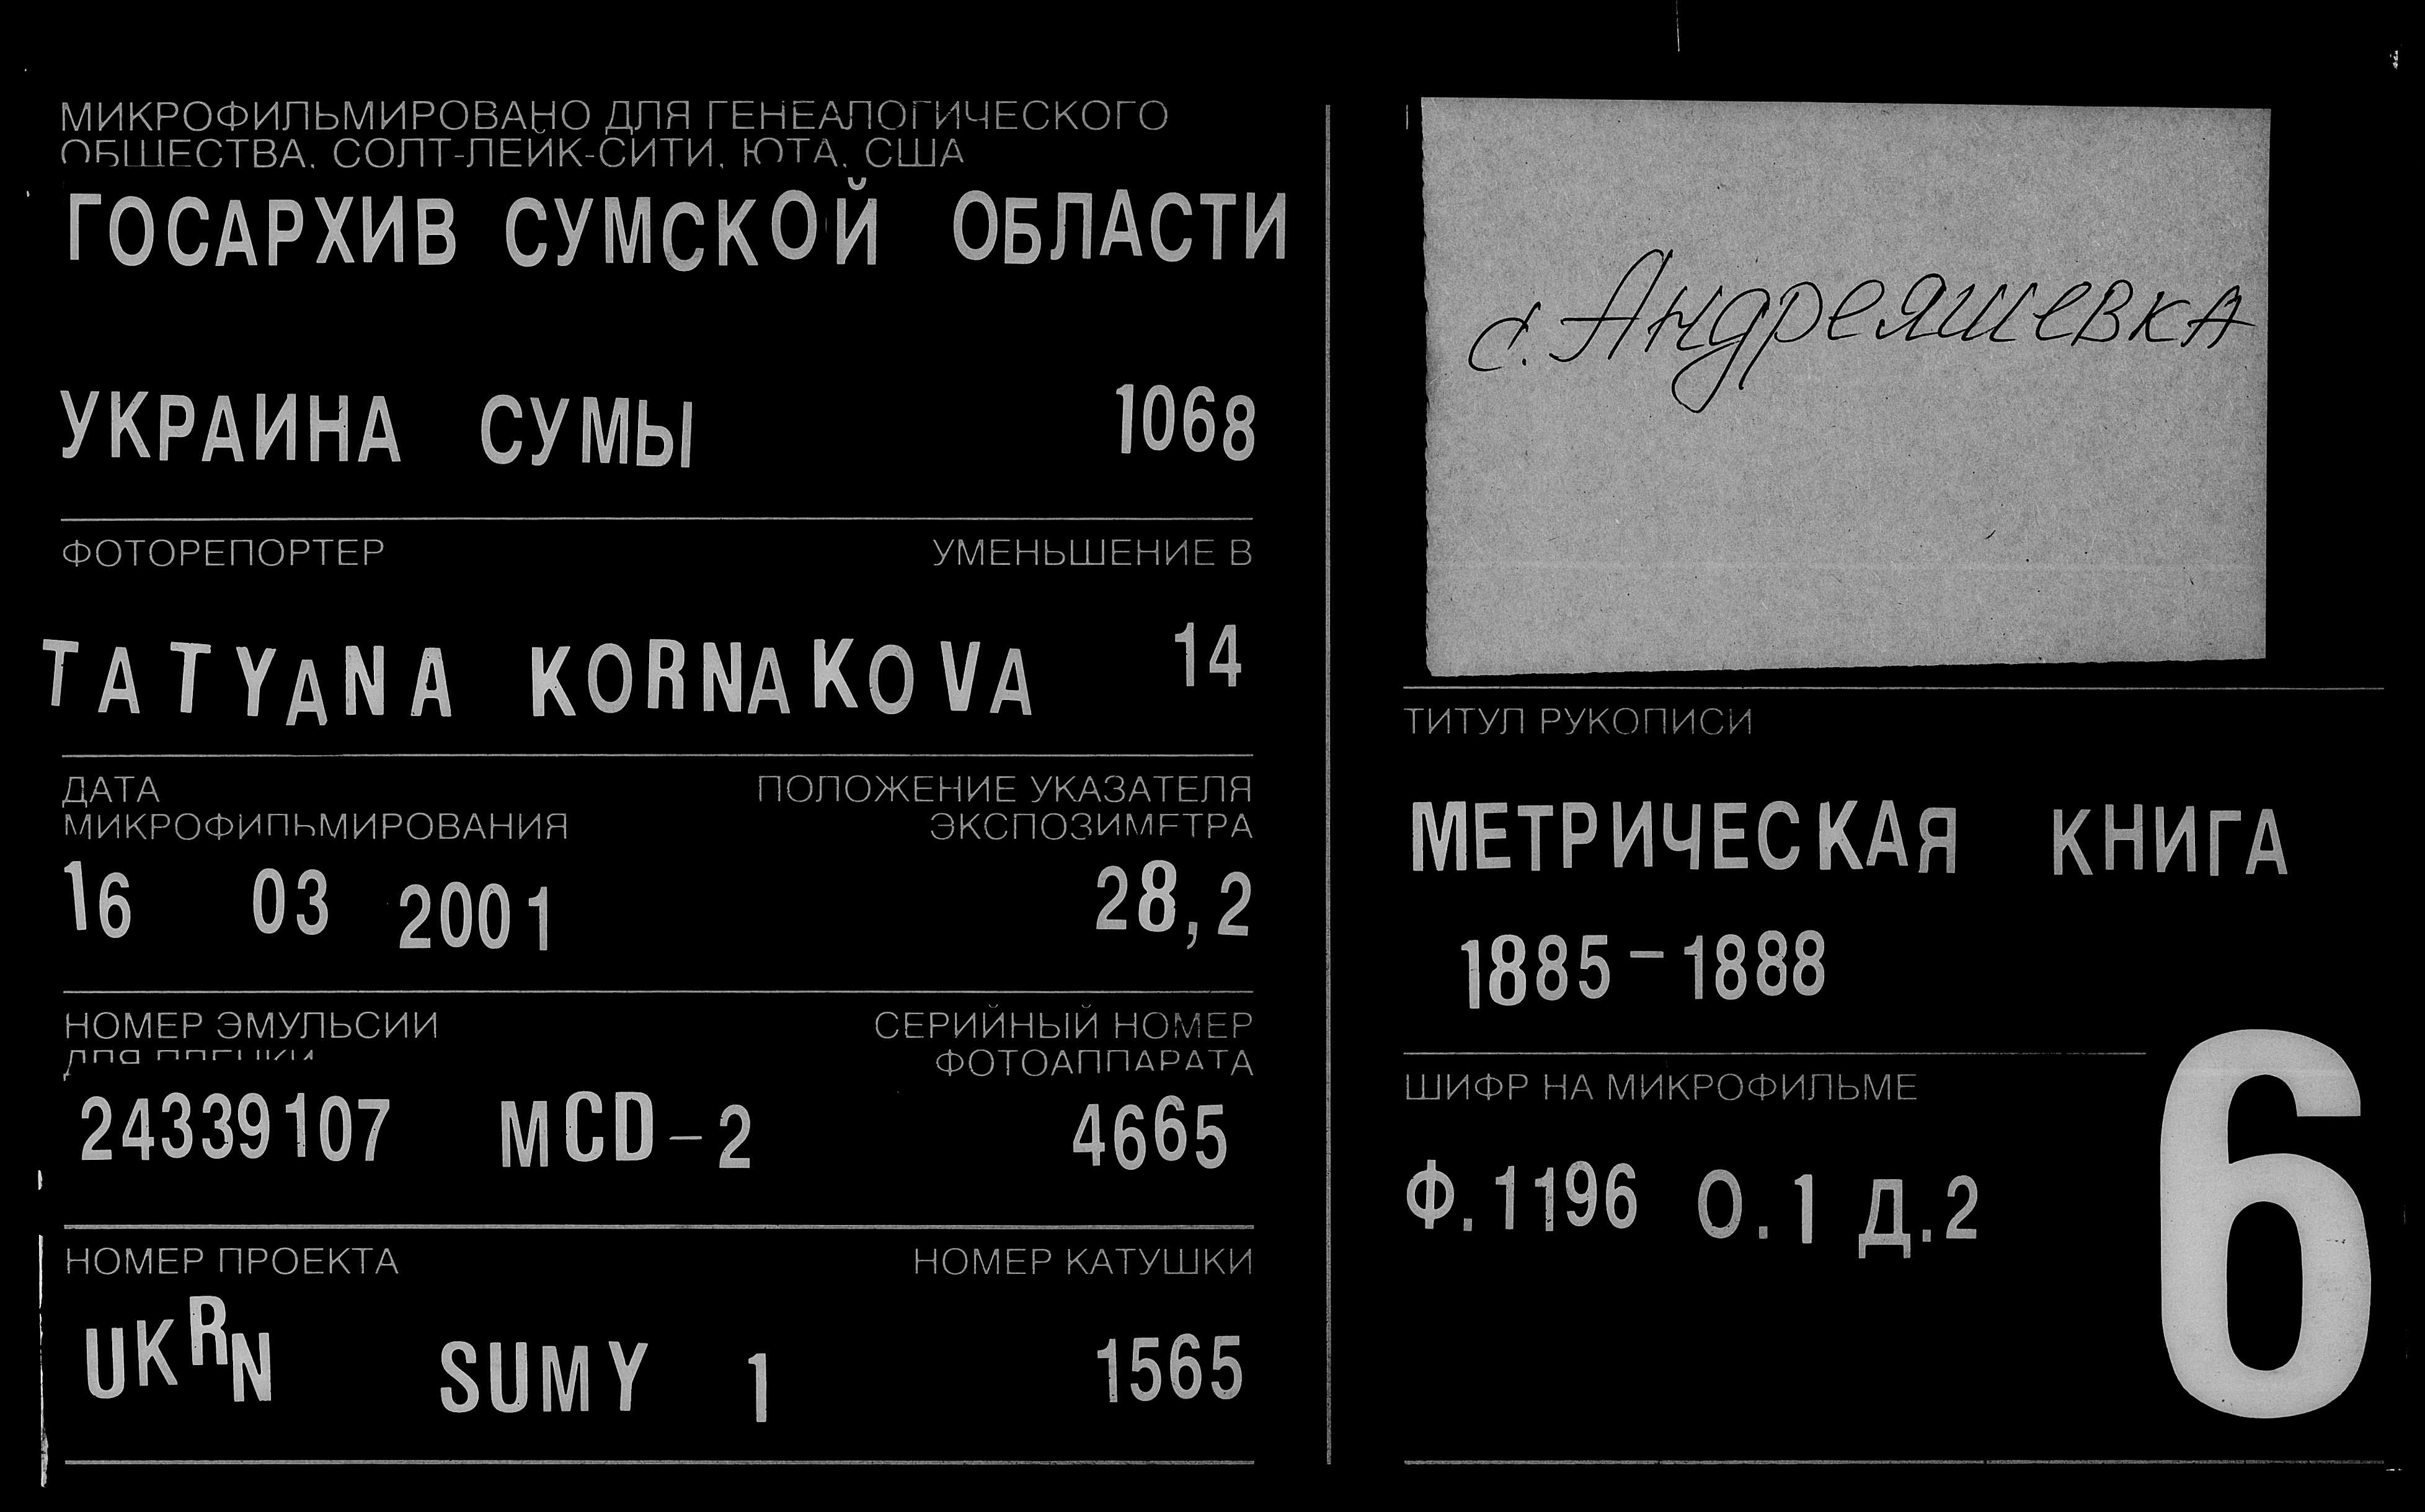 МИКРОФИЛЬМИРОВАНО ДЛЯ ГЕНЕАЛОГИЧЕСКОГО
ОБЩЕСТВА, СОЛТ-ЛЕЙК-СИТИ, ЮТА, США
ГОСАРХИВ СУМСКОЙ ОБЛАСТИ
УКРАИНА СУМЫ 1068
ФОТОРЕПОРТЕР УМЕНЬШЕНИЕ В
TATYANA KORNAKOVA 14
ДАТА ПОЛОЖЕНИЕ УКАЗАТЕЛЯ
МИКРОФИЛЬМИРОВАНИЯ ЭКСПОЗИМЕТРА
16 03 2001 28,2
НОМЕР ЭМУЛЬСИИ СЕРИЙНЫЙ НОМЕР
ДЛЯ ПЛЕНКИ ФОТОАППАРАТА
24339107 MCD-2 4665
НОМЕР ПРОЕКТА НОМЕР КАТУШКИ
UKRN SUMY 1 1565
с. Андреяшевка
ТИТУЛ РУКОПИСИ
МЕТРИЧЕСКАЯ КНИГА
1885-1888
ШИФР НА МИКРОФИЛЬМЕ
Ф.1196 О.1 Д.2
6